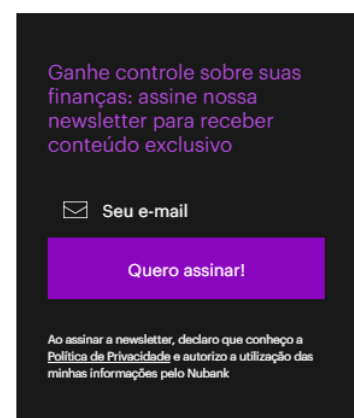 Ganhe controle sobre suas
finanças: assine nossa
newsletter para receber
conteúdo exclusivo
Seu e-mail
Quero assinar!
Ao assinar a newsletter, declaro que conheço a
Política de Privacidade e autorizo a utilização das
minhas informações pelo Nubank